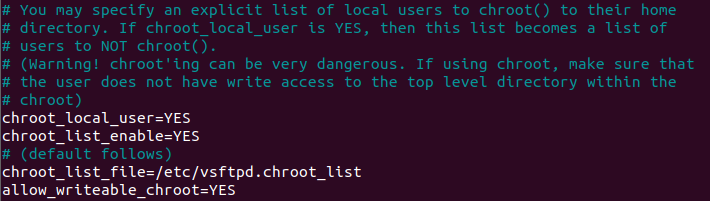 # You may specify an explicit list of local users to chroot() to their home
# directory. If chroot_local_user is YES, then this list becomes a list of
# users to NOT chroot().
# (Warning! chroot'ing can be very dangerous. If using chroot, make sure that
# the user does not have write access to the top level directory within the
# chroot)
chroot_local_user=YES
chroot_list_enable=YES
# (default follows)
chroot_list_file=/etc/vsftpd.chroot_list
allow_writeable_chroot=YES